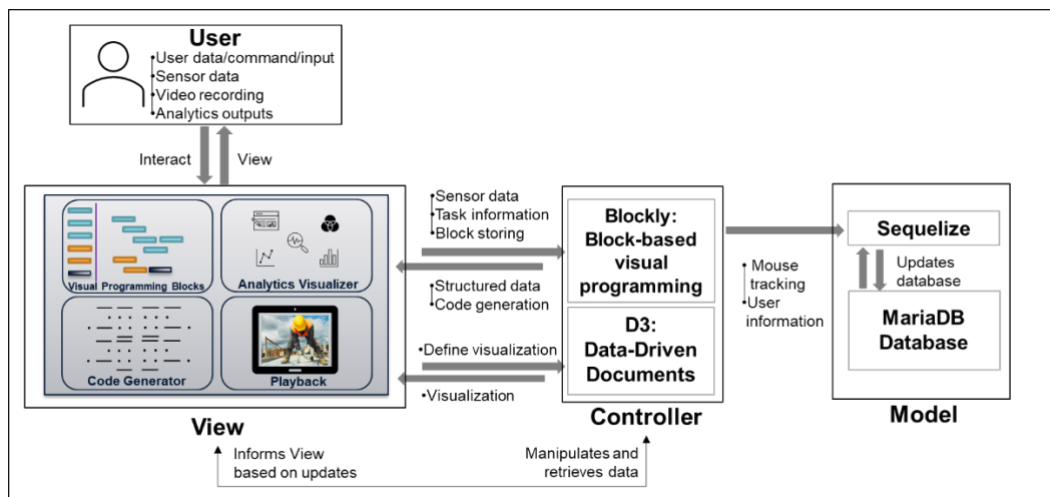 User
•User data/command/input
•Sensor data
•Video recording
•Analytics outputs
Interact
View
Visual Programming Blocks
Analytics Visualizer
Code Generator
Playback
View
•Sensor data
•Task information
•Block storing
•Structured data
•Code generation
•Define visualization
•Visualization
Blockly:
Block-based
visual
programming
D3:
Data-Driven
Documents
Controller
• Mouse
tracking
•User
information
Sequelize
Updates
database
MariaDB
Database
Model
Informs View
based on updates
Manipulates and
retrieves data